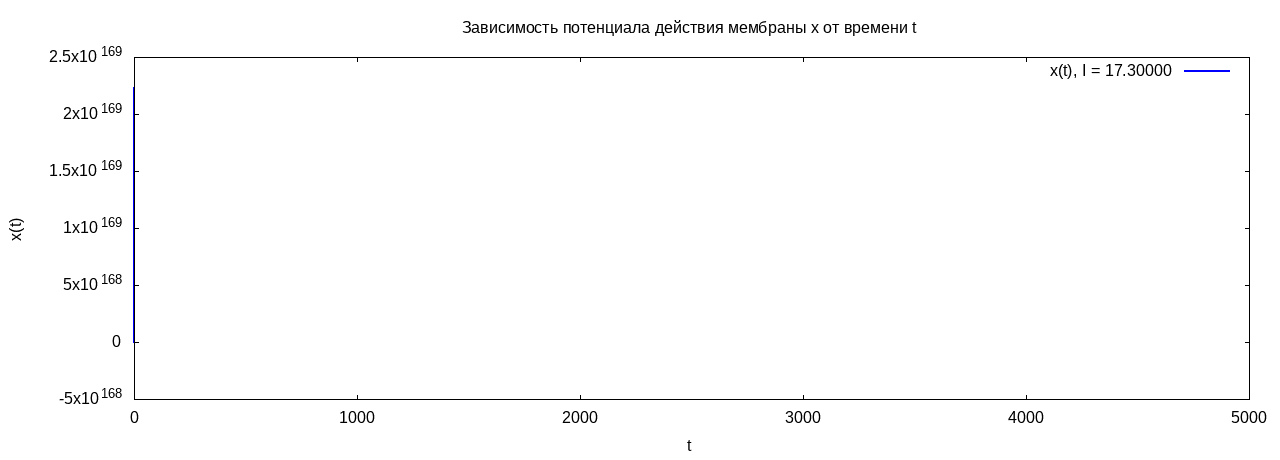 Зависимость потенциала действия мембраны x от времени t
2.5x10 169
x(t), I = 17.30000
2x10 169
1.5x10 169
1x10 169
x(t)
5x10 168
0
-5x10 168
0 1000 2000 3000 4000 5000
t